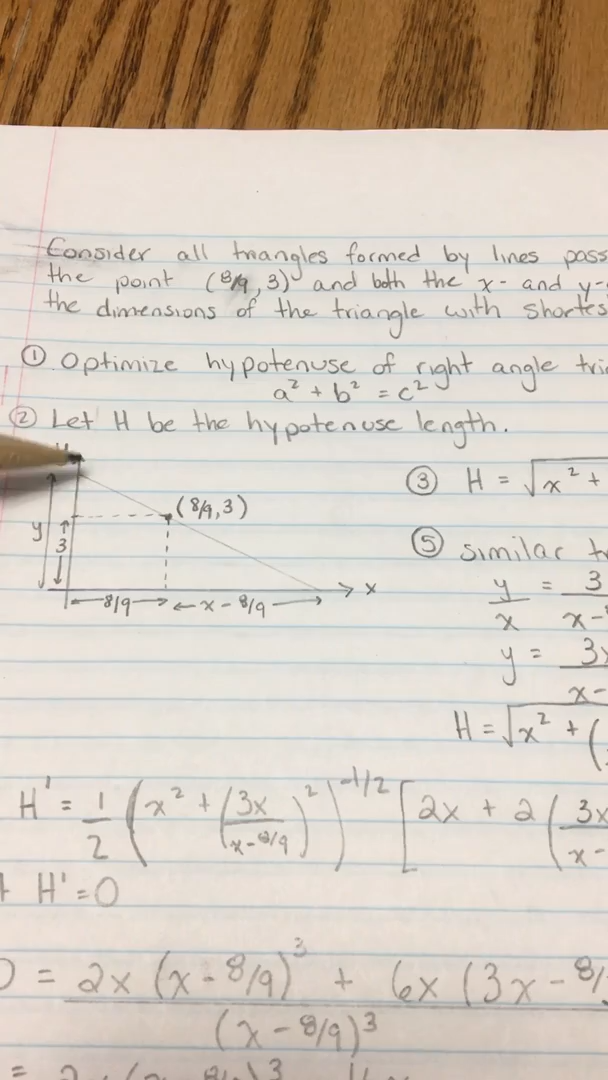 Consider all triangles formed by lines pass
the point (8/9, 3) and both the x- and y-
the dimensions of the triangle with shortes
① Optimize hypotenuse of right angle tri
a² + b² = c²
② Let H be the hypotenuse length.
③ H = √x² +
(8/9, 3)
y
3
8/9
x - 8/9
x
⑤ similar tr
y/x = 3/x-
y = 3x/x-
H = √x² + (
H' = 1/2 (x² + (3x/x-8/9)²)^-1/2 [2x + 2 (3x/x-
H' = 0
0 = 2x (x - 8/9)³ + 6x (3x - 8/
(x - 8/9)³